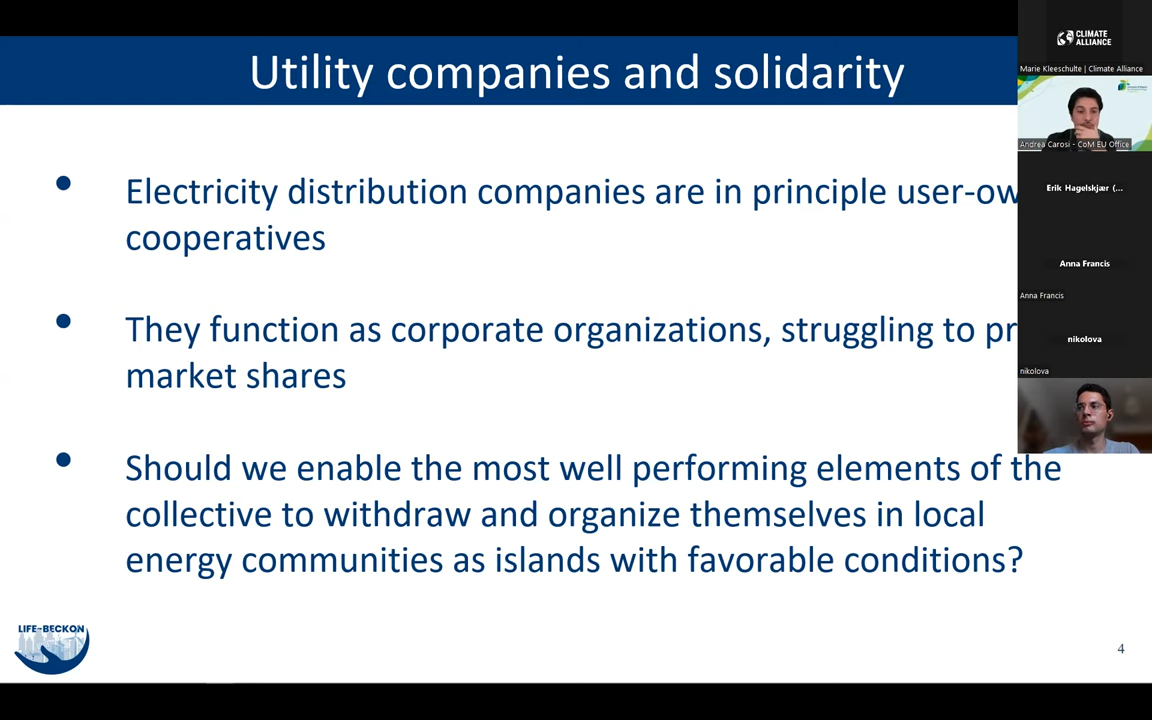 Utility companies and solidarity
• Electricity distribution companies are in principle user-ow
cooperatives
• They function as corporate organizations, struggling to pr
market shares
• Should we enable the most well performing elements of the
collective to withdraw and organize themselves in local
energy communities as islands with favorable conditions?
LIFE-BECKON
4
CLIMATE
ALLIANCE
Marie Kleeschulte | Climate Alliance
Andrea Carosi - CoM EU Office
Erik Hagelskjær (...
Anna Francis
Anna Francis
nikolova
nikolova